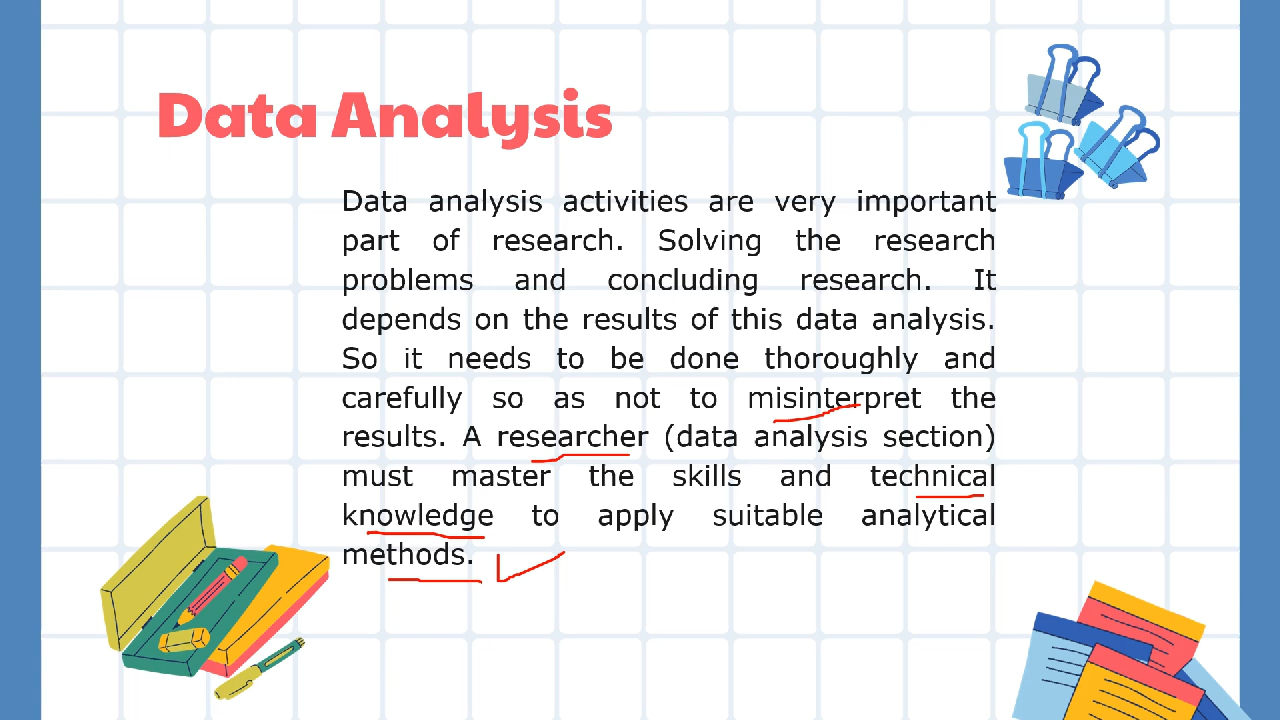 Data Analysis
Data analysis activities are very important
part of research. Solving the research
problems and concluding research. It
depends on the results of this data analysis.
So it needs to be done thoroughly and
carefully so as not to misinterpret the
results. A researcher (data analysis section)
must master the skills and technical
knowledge to apply suitable analytical
methods.